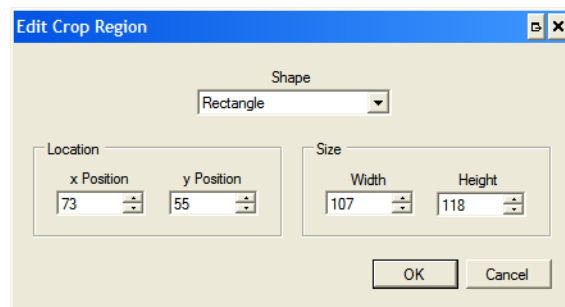 Edit Crop Region
Shape
Rectangle
Location
Size
x Position y Position
Width Height
73 55
107 118
OK Cancel